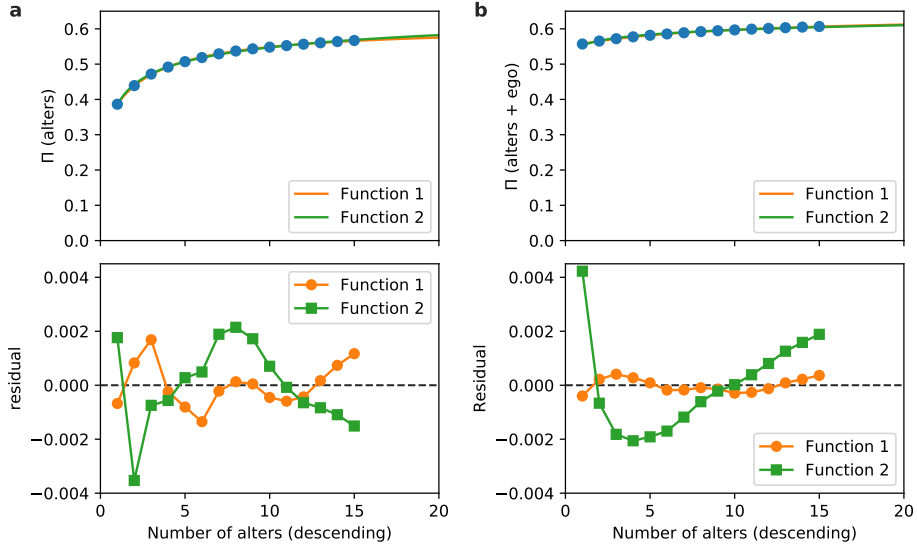 a
0.6
0.5
0.4
0.3
0.2
0.1
0.0
Π (alters)
Function 1
Function 2
b
0.6
0.5
0.4
0.3
0.2
0.1
0.0
Π (alters + ego)
Function 1
Function 2
0.004
0.002
0.000
−0.002
−0.004
residual
Function 1
Function 2
0 5 10 15 20
Number of alters (descending)
0.004
0.002
0.000
−0.002
−0.004
Residual
Function 1
Function 2
0 5 10 15 20
Number of alters (descending)